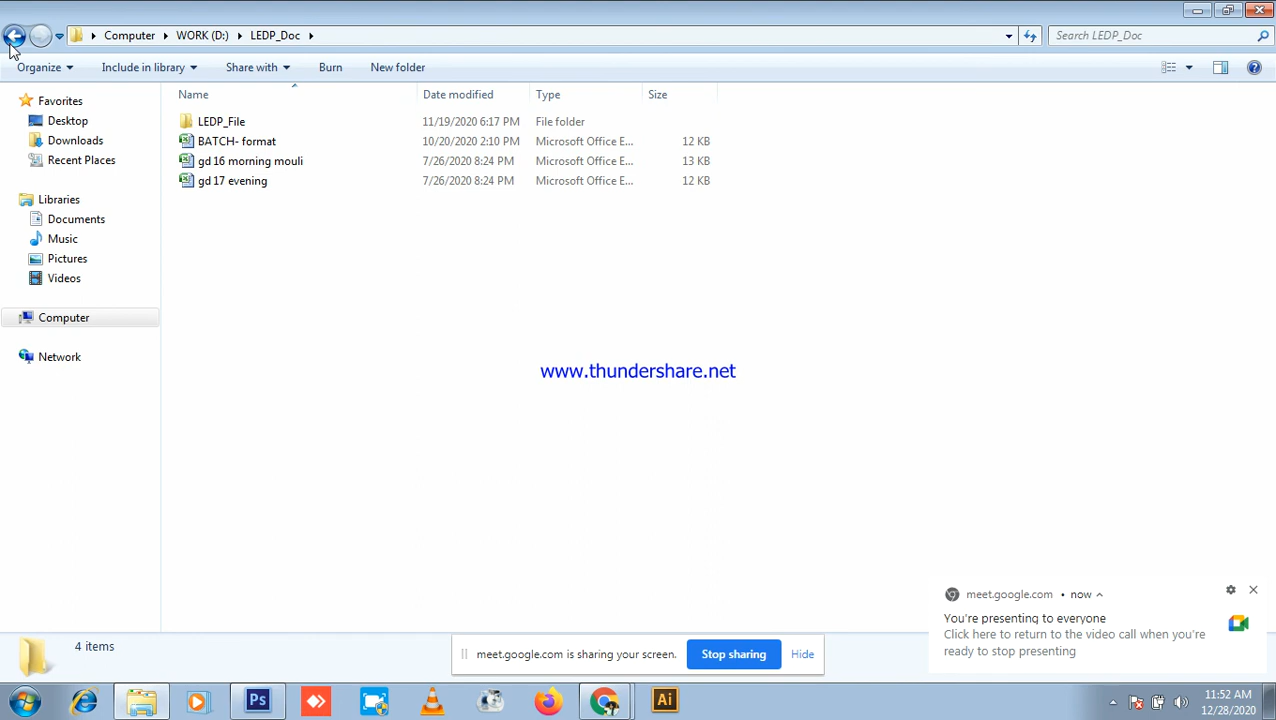 Computer WORK (D:) LEDP_Doc Search LEDP_Doc
Organize Include in library Share with Burn New folder
Name Date modified Type Size
Favorites
Desktop
Downloads
Recent Places
Libraries
Documents
Music
Pictures
Videos
Computer
Network
LEDP_File 11/19/2020 6:17 PM File folder
BATCH- format 10/20/2020 2:10 PM Microsoft Office E... 12 KB
gd 16 morning mouli 7/26/2020 8:24 PM Microsoft Office E... 13 KB
gd 17 evening 7/26/2020 8:24 PM Microsoft Office E... 12 KB
www.thundershare.net
meet.google.com • now
You're presenting to everyone
Click here to return to the video call when you're
ready to stop presenting
4 items
meet.google.com is sharing your screen. Stop sharing Hide
Ps
Ai
11:52 AM
12/28/2020